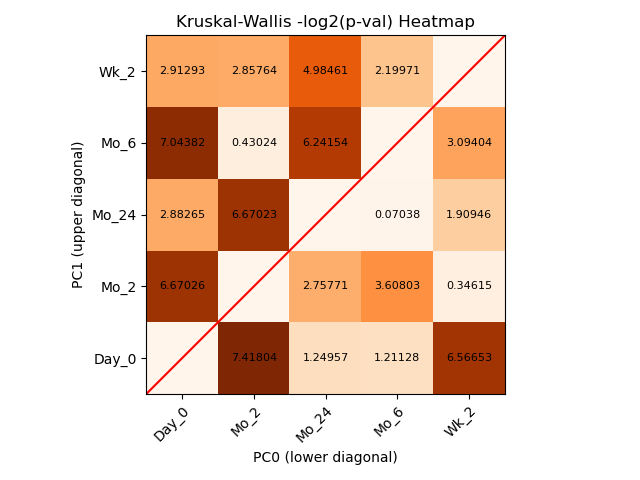 Kruskal-Wallis -log2(p-val) Heatmap
PC1 (upper diagonal)
Wk_2 2.91293 2.85764 4.98461 2.19971
Mo_6 7.04382 0.43024 6.24154 3.09404
Mo_24 2.88265 6.67023 0.07038 1.90946
Mo_2 6.67026 2.75771 3.60803 0.34615
Day_0 7.41804 1.24957 1.21128 6.56653
Day_0 Mo_2 Mo_24 Mo_6 Wk_2
PC0 (lower diagonal)